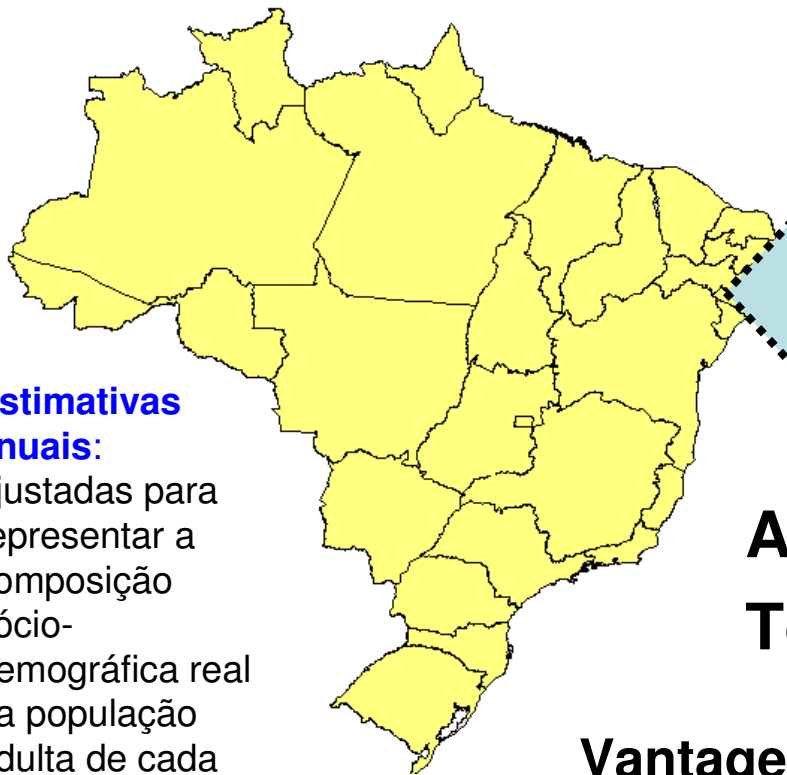 stimativas
nuais:
justadas para
epresentar a
omposição
ócio-
emográfica real
a população
dulta de cada
A
T
Vantage